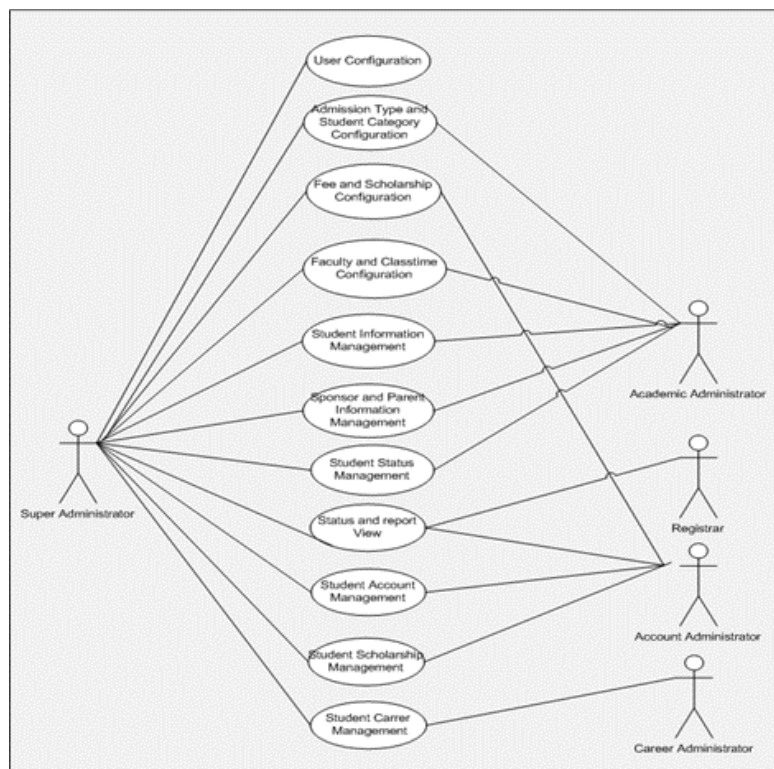 User Configuration
Admission Type and
Student Category
Configuration
Fee and Scholarship
Configuration
Faculty and Classtime
Configuration
Student Information
Management
Sponsor and Parent
Information
Management
Student Status
Management
Status and report
View
Student Account
Management
Student Scholarship
Management
Student Carrer
Management
Super Administrator
Academic Administrator
Registrar
Account Administrator
Career Administrator